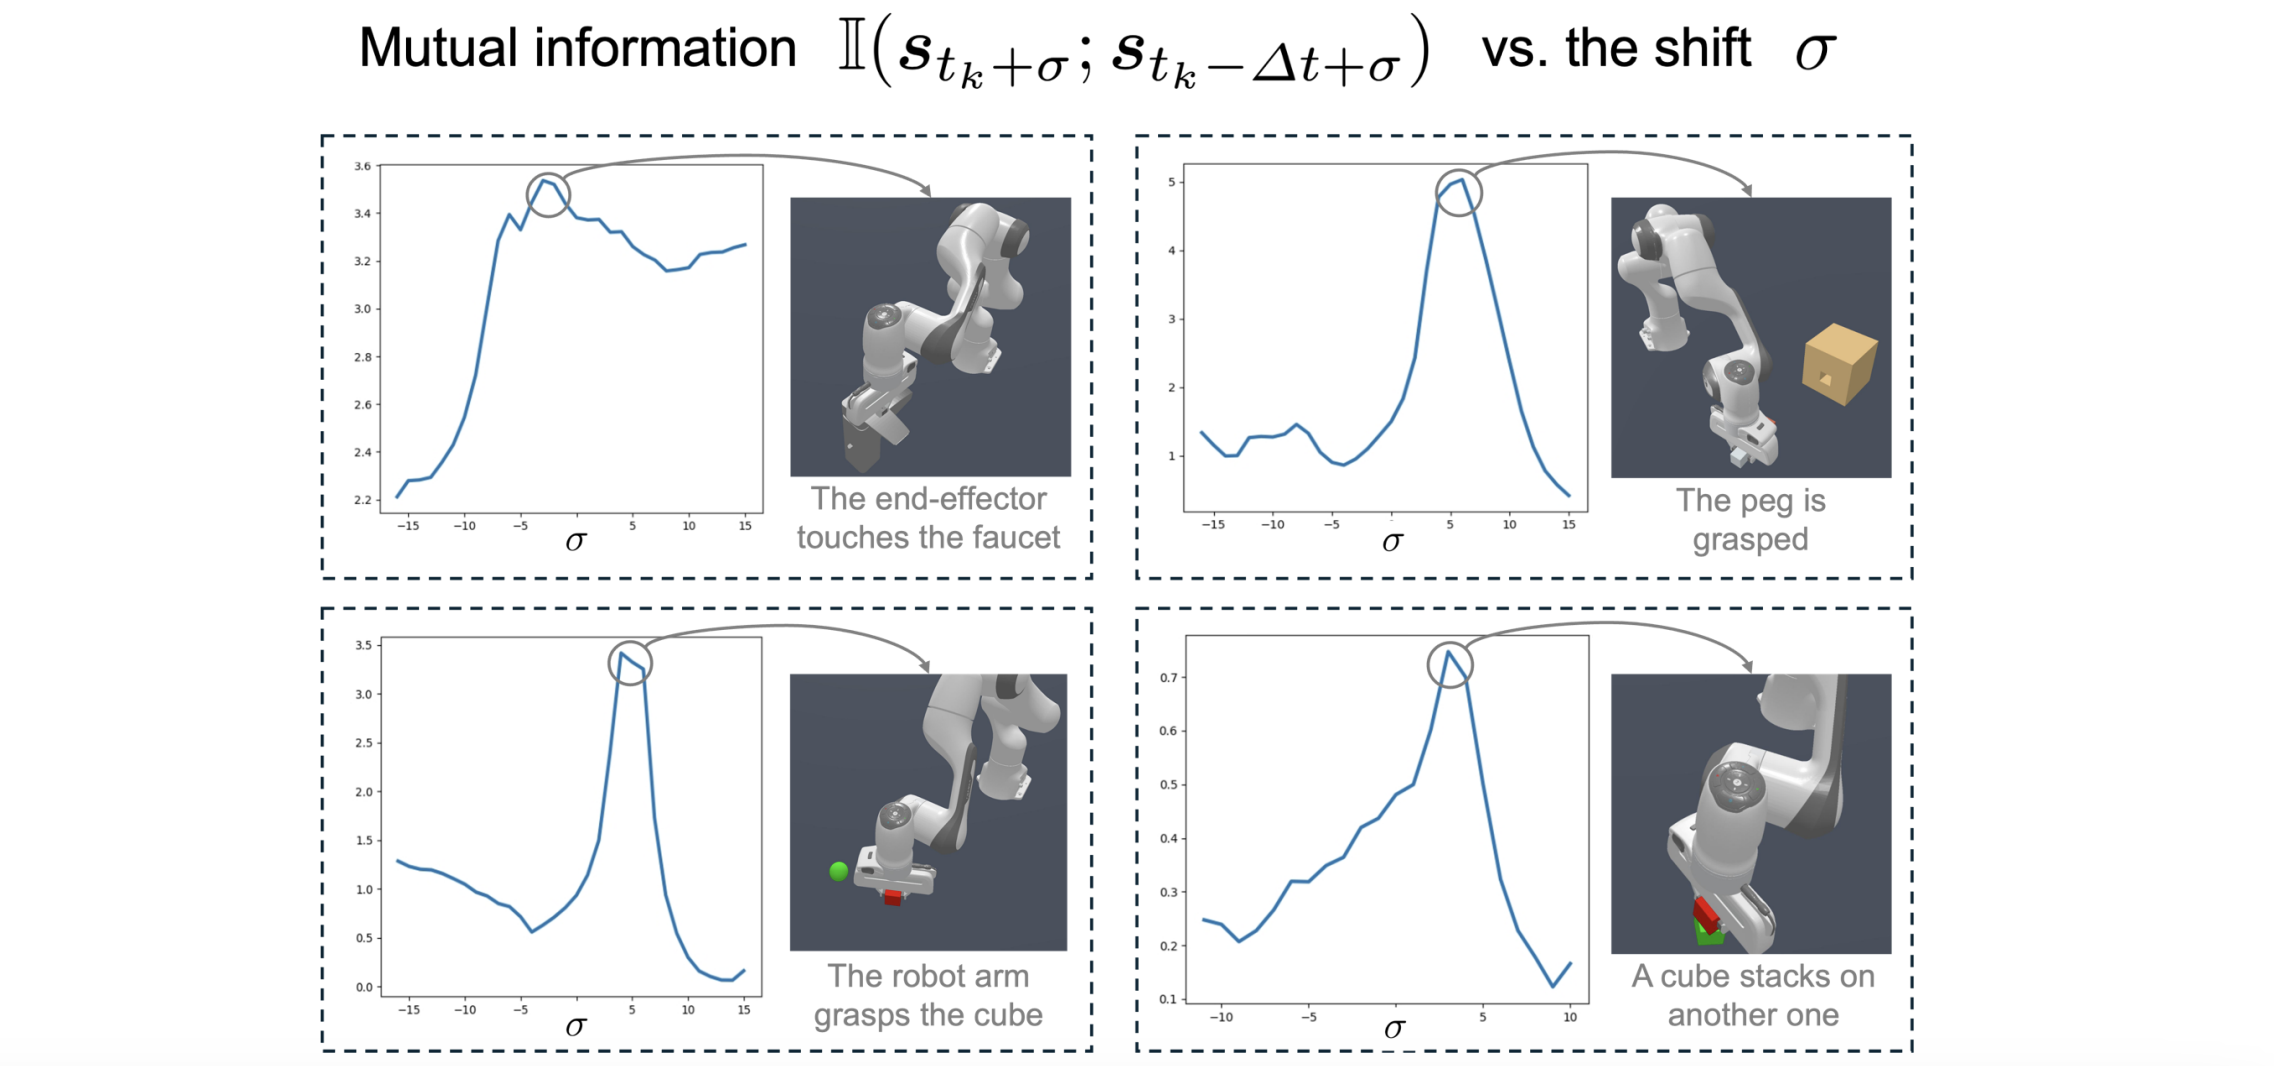 Mutual information 𝕀(s_{t_k+σ}; s_{t_k−Δt+σ}) vs. the shift σ
3.6
3.4
3.2
3.0
2.8
2.6
2.4
2.2
−15 −10 −5 5 10 15
σ
The end-effector
touches the faucet
5
4
3
2
1
−15 −10 −5 5 10 15
σ
The peg is
grasped
3.5
3.0
2.5
2.0
1.5
1.0
0.5
0.0
−15 −10 −5 5 10 15
σ
The robot arm
grasps the cube
0.7
0.6
0.5
0.4
0.3
0.2
0.1
−10 −5 5 10
σ
A cube stacks on
another one